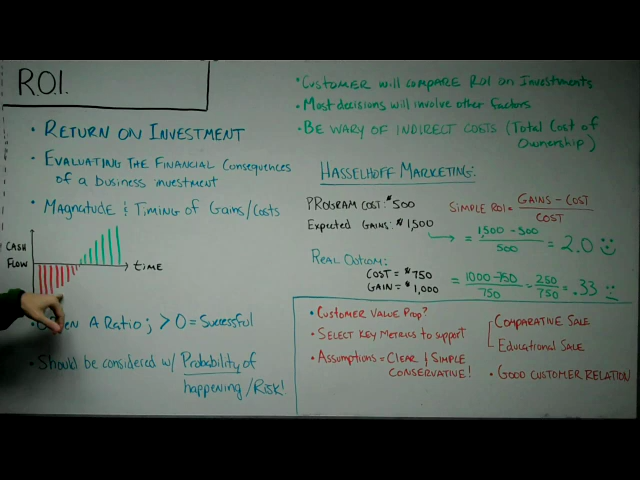 R.O.I.
• RETURN ON INVESTMENT
• EVALUATING THE FINANCIAL CONSEQUENCES
of A business investment
• MAGNATUDE & TIMING OF GAINS/COSTS
CASH
FLOW
TIME
A RATIO; > O = Successful
• Should be considered w/ Probability of
happening/RISK!
• CUSTOMER will COMPARE ROI on INVESTMENTS
• Most decisions will involve other factors
• BE WARY OF INDIRECT COSTS (Total Cost of
Ownership)
HASSELHOFF MARKETING:
PROGRAM COST: $500
Expected GAINS: $1,500
SIMPLE ROI = GAINS - COST
COST
= 1,500 - 500
500
= 2.0
REAL OUTCOM:
COST = $750
GAIN = $1,000
= 1000 - 750
750
= 250
750
= .33
• CUSTOMER VALUE PROP?
• SELECT KEY METRICS to support
• Assumptions = CLEAR & SIMPLE
CONSERVATIVE!
COMPARATIVE SALE
EDUCATIONAL SALE
• GOOD CUSTOMER RELATION